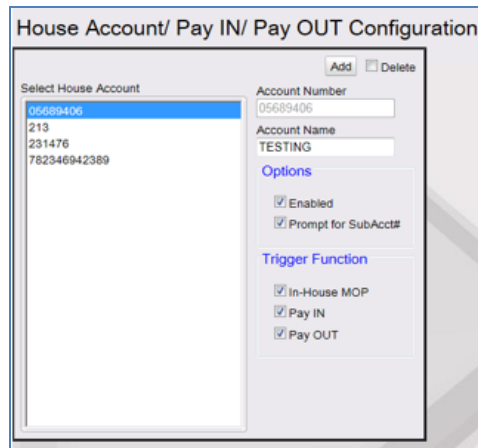 House Account/ Pay IN/ Pay OUT Configuration
Add Delete
Select House Account
05689406
213
231476
782346942389
Account Number
05689406
Account Name
TESTING
Options
Enabled
Prompt for SubAcct#
Trigger Function
In-House MOP
Pay IN
Pay OUT